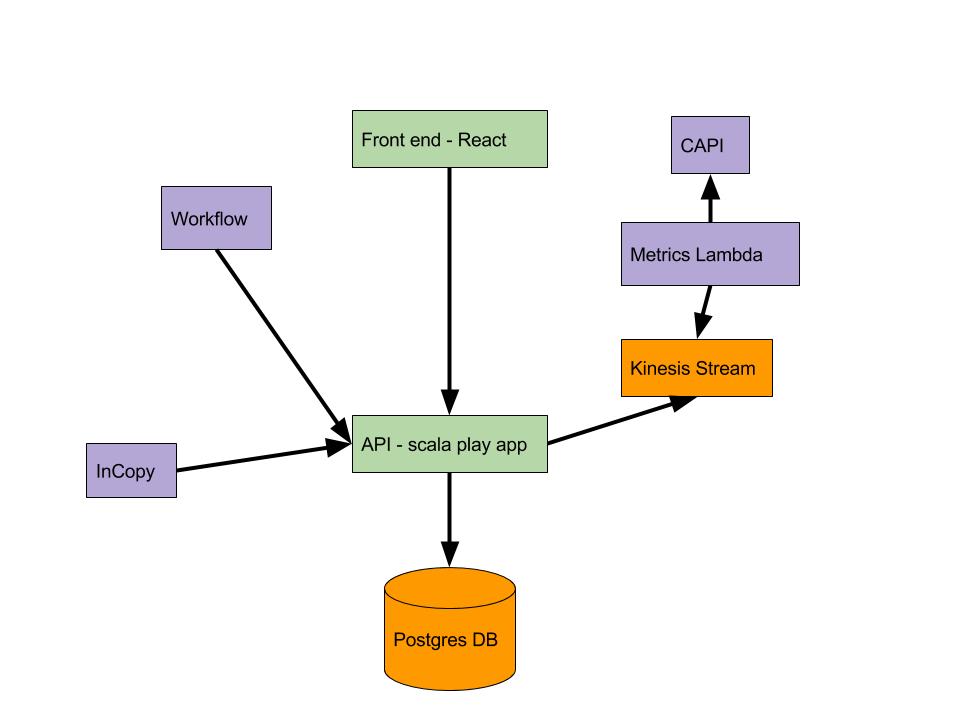 Front end - React
CAPI
Workflow
Metrics Lambda
Kinesis Stream
API - scala play app
InCopy
Postgres DB